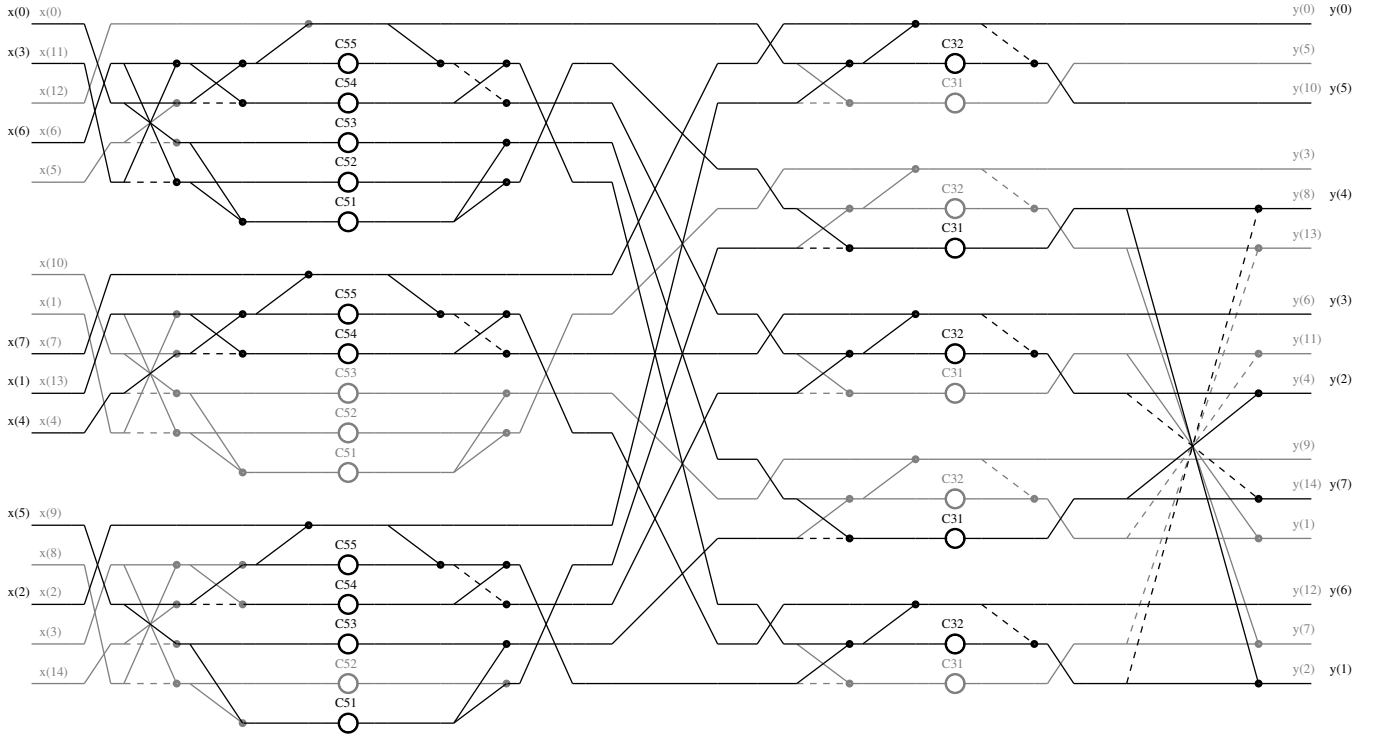 x(0) x(0) y(0) y(0)
C55 C32
x(3) x(11) y(5)
C54 C31
x(12) y(10) y(5)
C53
x(6) x(6)
C52 y(3)
x(5) C32
C51 y(8) y(4)
C31
y(13)
x(10)
C55 C32
x(1) y(6) y(3)
C54 C31
x(7) x(7) y(11)
C53
x(1) x(13) y(4) y(2)
C52
x(4) x(4) y(9)
C51 C32
y(14) y(7)
x(5) x(9) C31
C55 y(1)
x(8)
C54
x(2) x(2) y(12) y(6)
C53 C32
x(3) y(7)
C52 C31
x(14) y(2) y(1)
C51